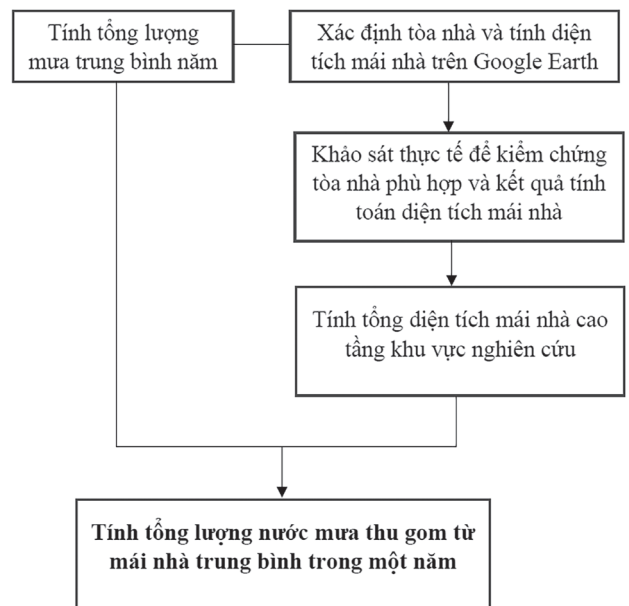 Tính tổng lượng
mưa trung bình năm
Xác định tòa nhà và tính diện
tích mái nhà trên Google Earth
Khảo sát thực tế để kiểm chứng
tòa nhà phù hợp và kết quả tính
toán diện tích mái nhà
Tính tổng diện tích mái nhà cao
tầng khu vực nghiên cứu
Tính tổng lượng nước mưa thu gom từ
mái nhà trung bình trong một năm